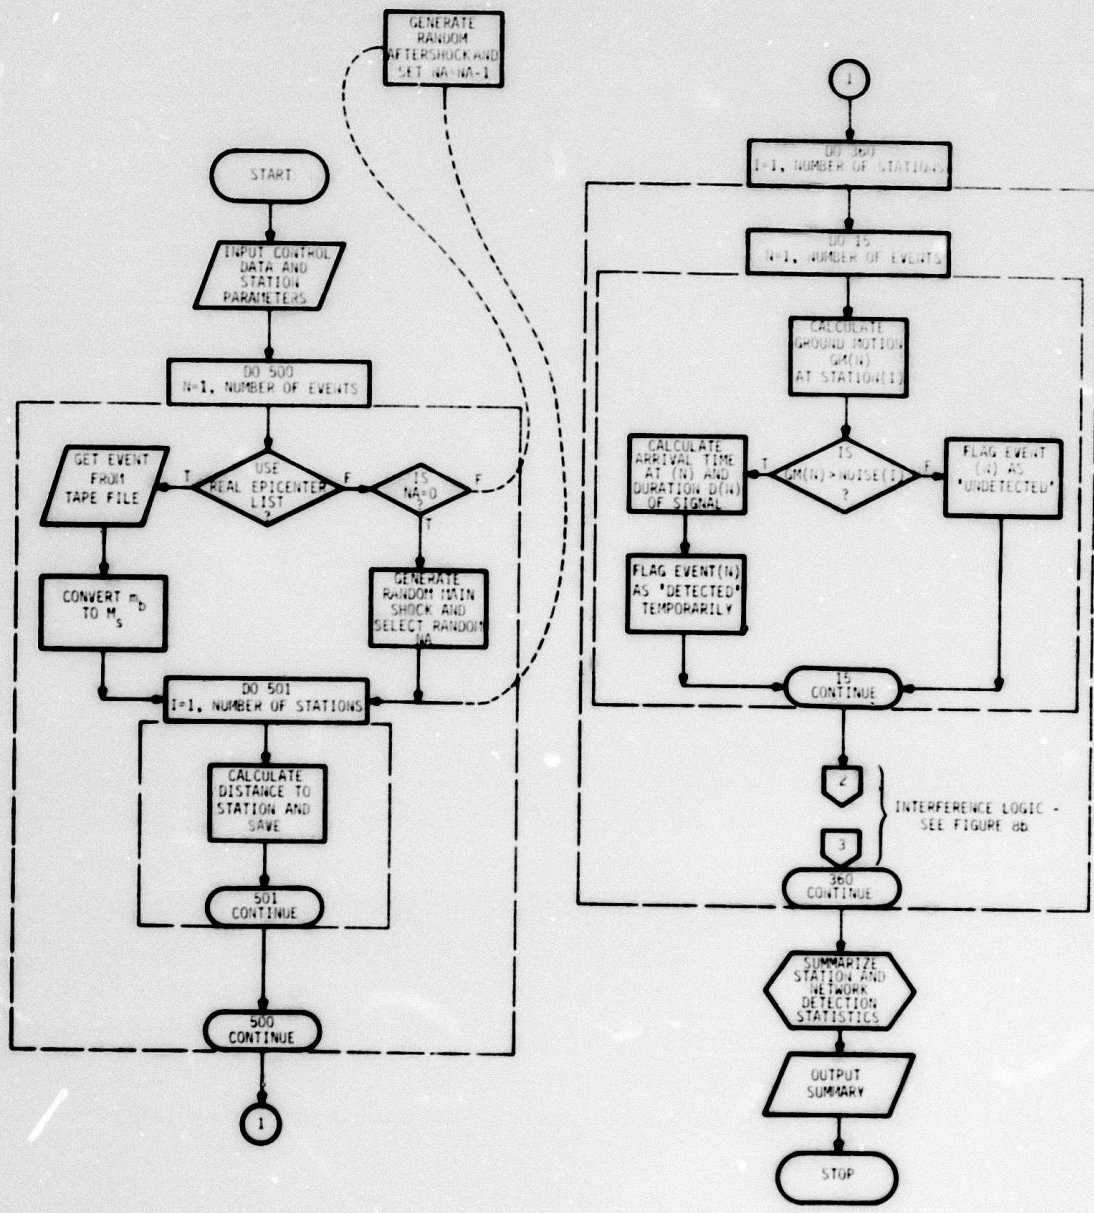 GENERATE
RANDOM
AFTERSHOCK AND
SET NA=NA-1
START
INPUT CONTROL
DATA AND
STATION
PARAMETERS
DO 500
N=1, NUMBER OF EVENTS
USE
REAL EPICENTER
LIST
?
T
F
GET EVENT
FROM
TAPE FILE
IS
NA=0
?
F
T
CONVERT m_b
TO M_s
GENERATE
RANDOM MAIN
SHOCK AND
SELECT RANDOM
NA
DO 501
I=1, NUMBER OF STATIONS
CALCULATE
DISTANCE TO
STATION AND
SAVE
501
CONTINUE
500
CONTINUE
1
1
DO 360
I=1, NUMBER OF STATIONS
DO 15
N=1, NUMBER OF EVENTS
CALCULATE
GROUND MOTION
GM(N)
AT STATION(I)
IS
GM(N)>NOISE(I)
?
T
F
CALCULATE
ARRIVAL TIME
AT (N) AND
DURATION D(N)
OF SIGNAL
FLAG EVENT
(N) AS
'UNDETECTED'
FLAG EVENT(N)
AS 'DETECTED'
TEMPORARILY
15
CONTINUE
2
3
INTERFERENCE LOGIC -
SEE FIGURE 8b
360
CONTINUE
SUMMARIZE
STATION AND
NETWORK
DETECTION
STATISTICS
OUTPUT
SUMMARY
STOP